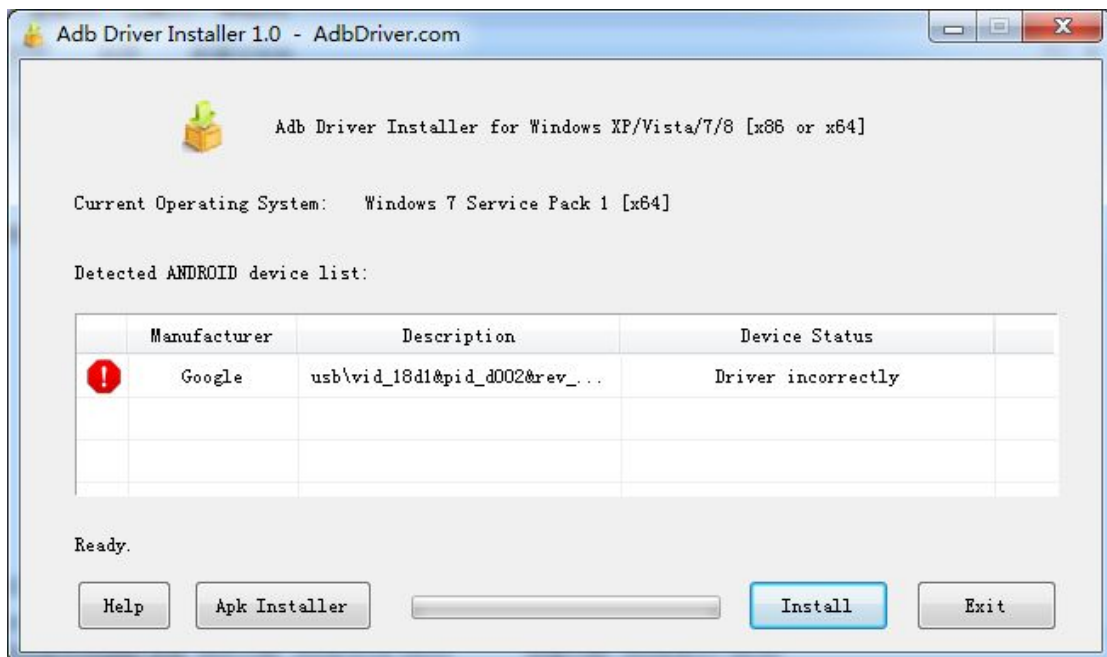 Adb Driver Installer 1.0 - AdbDriver.com
Adb Driver Installer for Windows XP/Vista/7/8 [x86 or x64]
Current Operating System: Windows 7 Service Pack 1 [x64]
Detected ANDROID device list:
Manufacturer Description Device Status
Google usb\vid_18d1&pid_d002&rev_... Driver incorrectly
Ready.
Help Apk Installer Install Exit